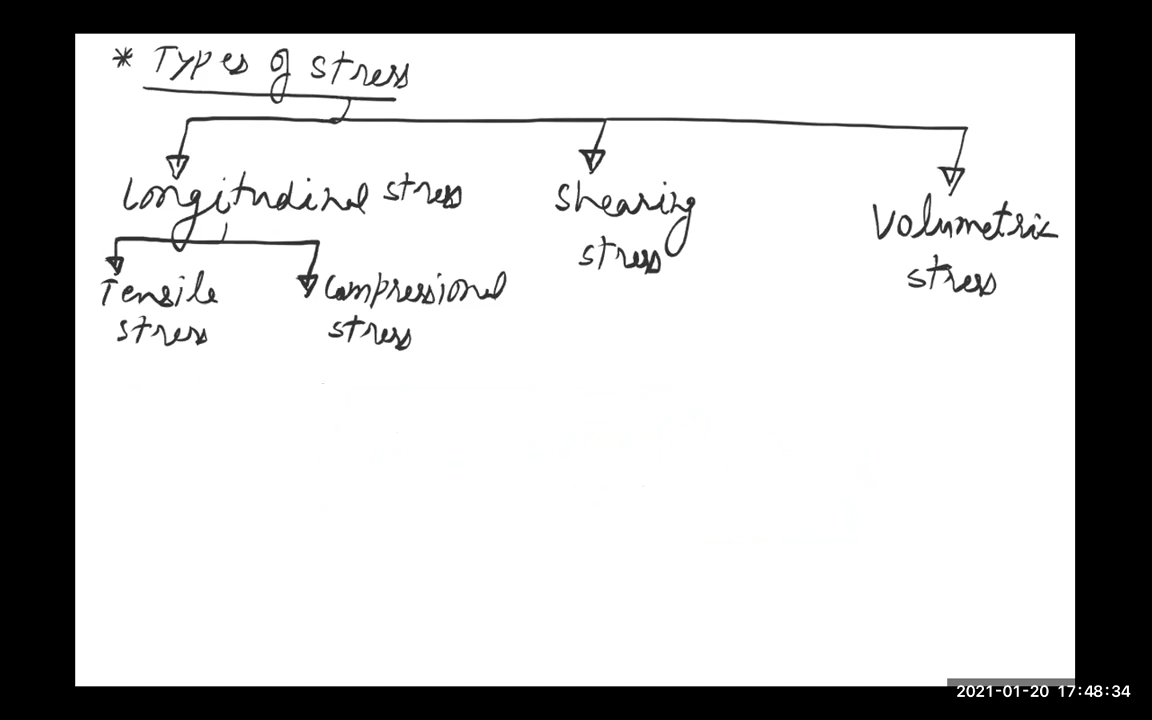 * Types of stress
Longitudinal stress
Shearing
stress
Volumetric
stress
Tensile
stress
Compressional
stress
2021-01-20 17:48:34